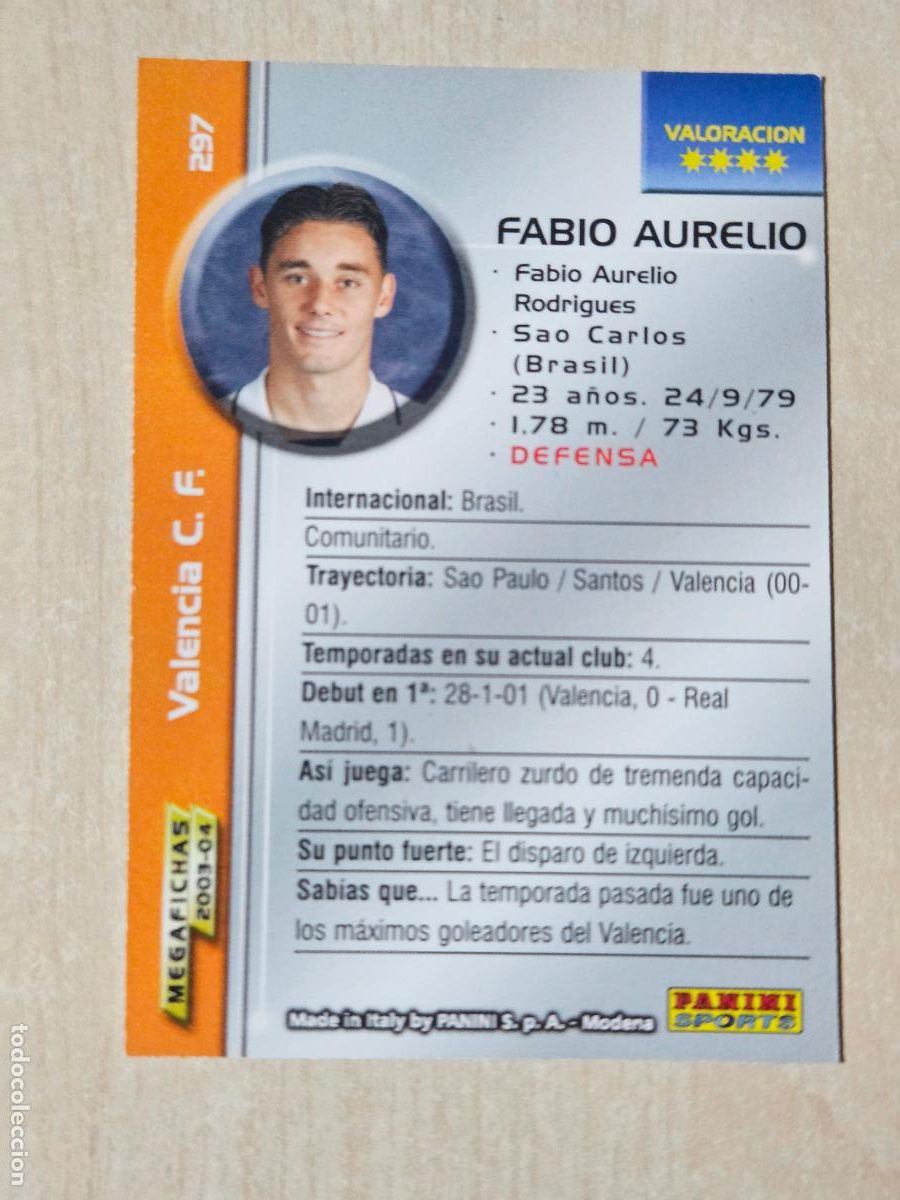 297
VALORACION
FABIO AURELIO
· Fabio Aurelio
Rodrigues
· Sao Carlos
(Brasil)
· 23 años. 24/9/79
· 1.78 m. / 73 Kgs.
· DEFENSA
Valencia C. F.
Internacional: Brasil.
Comunitario.
Trayectoria: Sao Paulo / Santos / Valencia (00-
01).
Temporadas en su actual club: 4.
Debut en 1ª: 28-1-01 (Valencia, 0 - Real
Madrid, 1).
Así juega: Carrilero zurdo de tremenda capaci-
dad ofensiva, tiene llegada y muchísimo gol.
Su punto fuerte: El disparo de izquierda.
Sabías que... La temporada pasada fue uno de
los máximos goleadores del Valencia.
MEGAFICHAS
2003-04
Made in Italy by PANINI S. p. A. - Modena
PANINI
SPORTS
todocoleccion